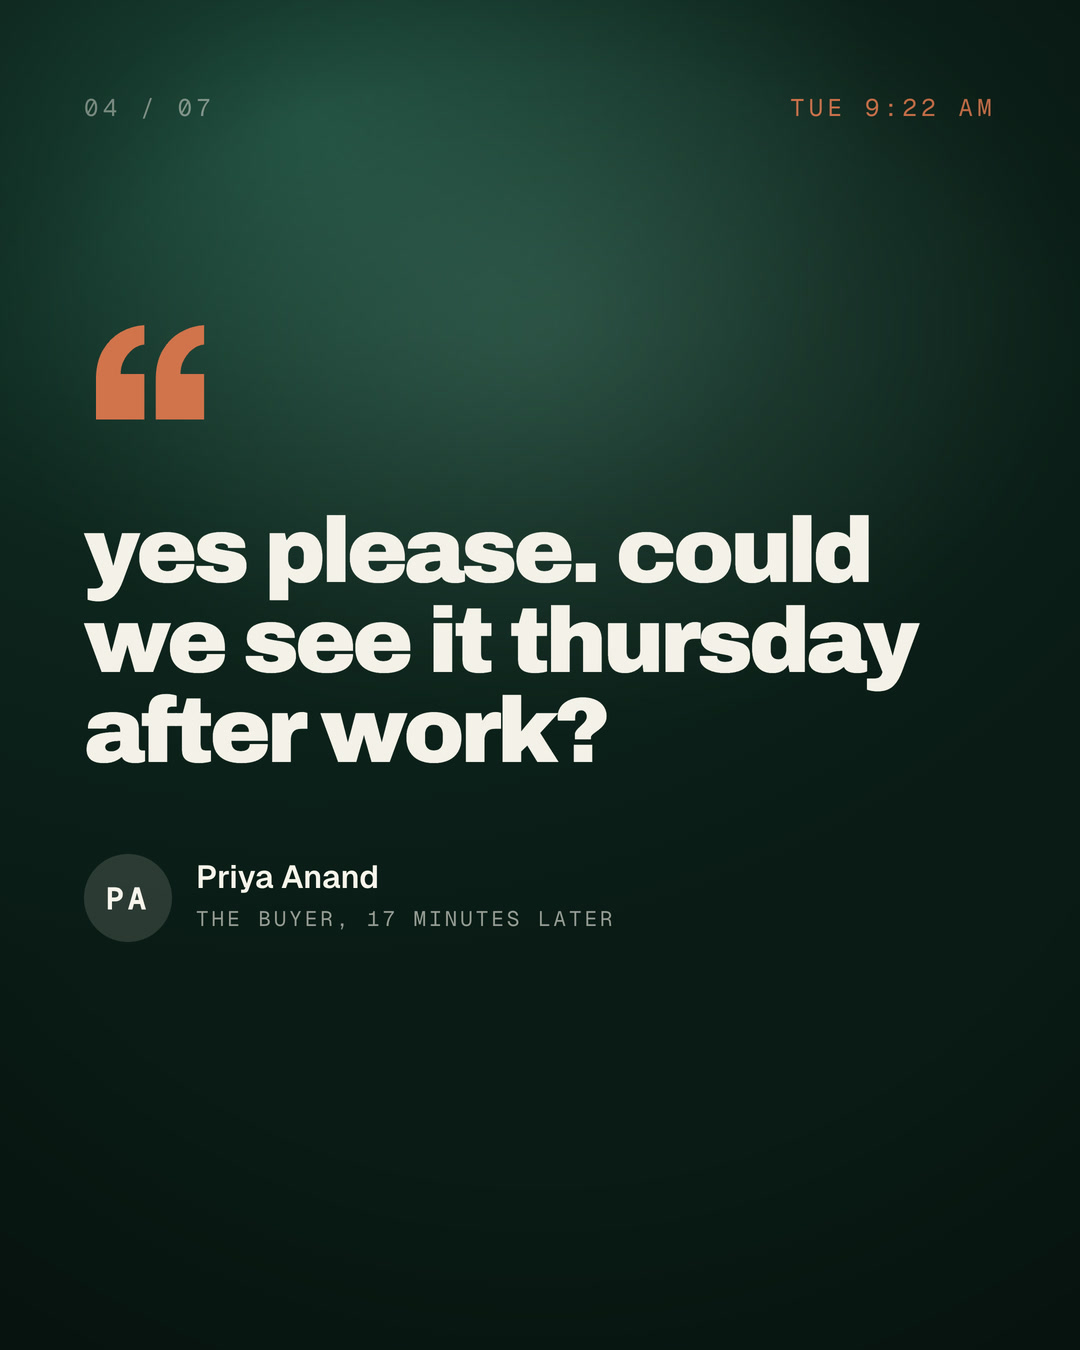 04 / 07
TUE 9:22 AM
“
yes please. could
we see it thursday
after work?
PA
Priya Anand
THE BUYER, 17 MINUTES LATER